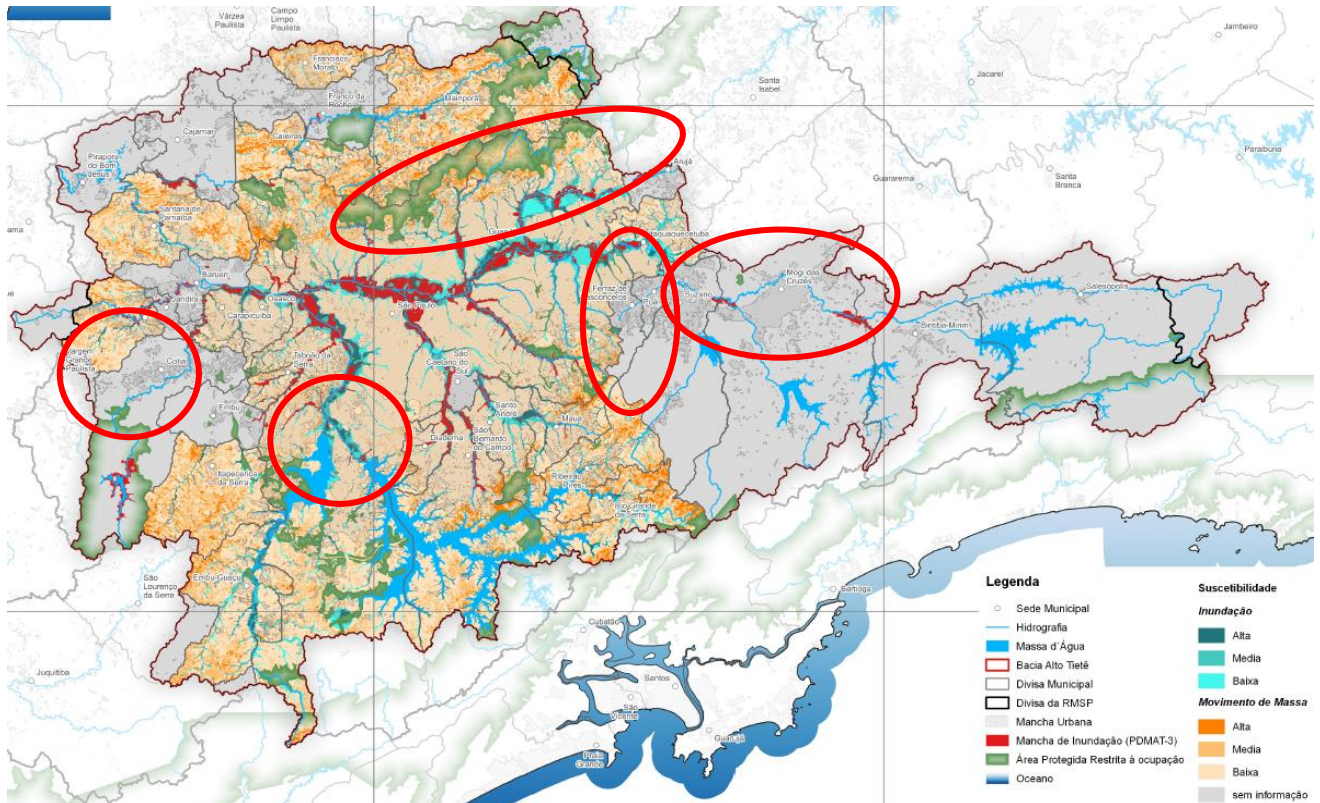 Várzea
Paulista
Campo
Limpo
Paulista
Jambeiro
Francisco
Morato
Jacareí
Santa
Isabel
Franco da
Rocha
Mairiporã
Cajamar
Caieiras
Pirapora
do Bom
Jesus
Arujá
Paraibuna
Guararema
Santa
Branca
Santana de
Parnaíba
Itaquaquecetuba
Barueri
Mogi das
Cruzes
Salesópolis
Jandira
Osasco
Carapicuíba
São Paulo
Ferraz de
Vasconcelos
Poá
Suzano
Biritiba-Mirim
Vargem
Grande
Paulista
Cotia
Taboão da
Serra
São
Caetano do
Sul
Embu
Santo
André
Mauá
Diadema
São
Bernardo
do Campo
Itapecerica
da Serra
Ribeirão
Pires
Rio Grande
da Serra
São
Lourenço
da Serra
Embu-Guaçu
Juquitiba
Bertioga
Cubatão
Santos
São
Vicente
Guarujá
Praia
Grande
Legenda
Sede Municipal
Hidrografia
Massa d´Água
Bacia Alto Tietê
Divisa Municipal
Divisa da RMSP
Mancha Urbana
Mancha de Inundação (PDMAT-3)
Área Protegida Restrita à ocupação
Oceano
Suscetibilidade
Inundação
Alta
Media
Baixa
Movimento de Massa
Alta
Media
Baixa
sem informação